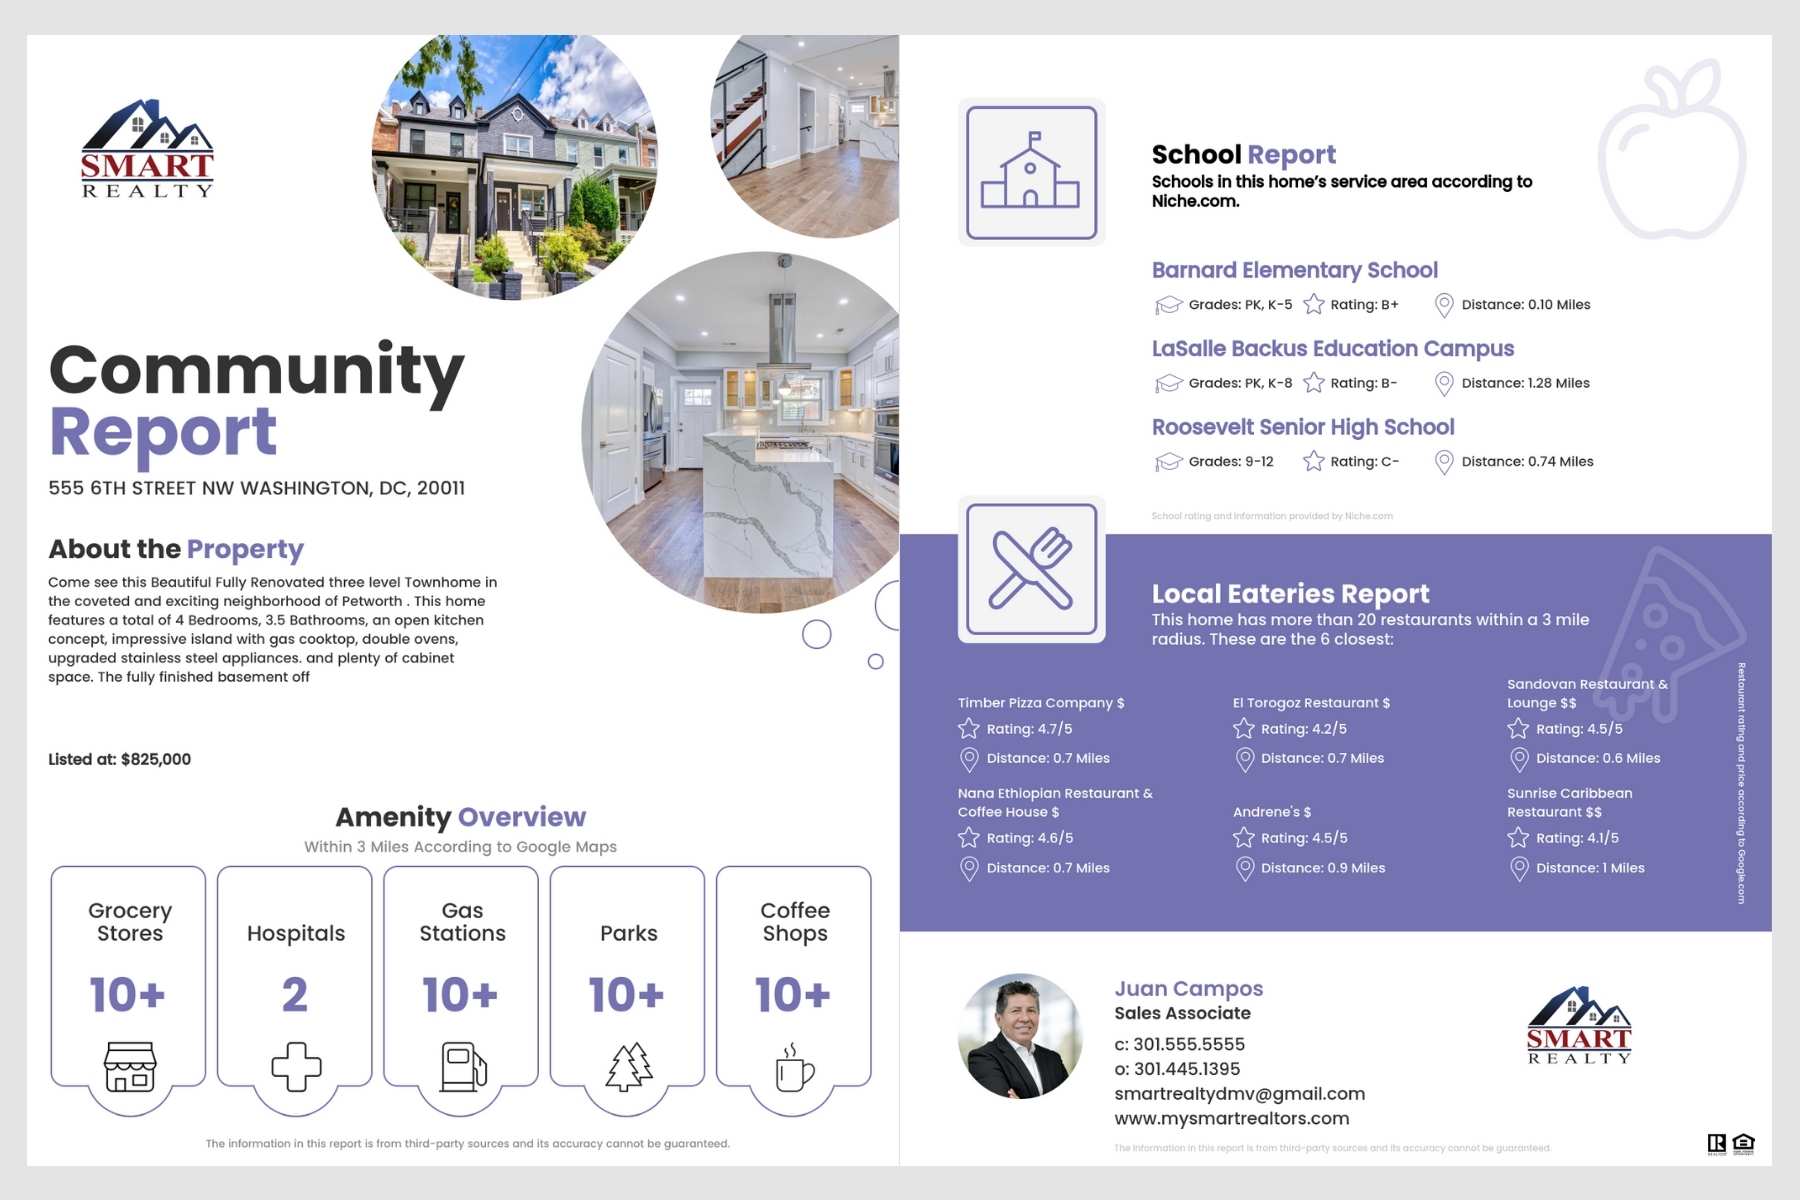 SMART
REALTY
Community
Report
555 6TH STREET NW WASHINGTON, DC, 20011
About the Property
Come see this Beautiful Fully Renovated three level Townhome in
the coveted and exciting neighborhood of Petworth . This home
features a total of 4 Bedrooms, 3.5 Bathrooms, an open kitchen
concept, impressive island with gas cooktop, double ovens,
upgraded stainless steel appliances. and plenty of cabinet
space. The fully finished basement off
Listed at: $825,000
Amenity Overview
Within 3 Miles According to Google Maps
Grocery
Stores
10+
Hospitals
2
Gas
Stations
10+
Parks
10+
Coffee
Shops
10+
The information in this report is from third-party sources and its accuracy cannot be guaranteed.
School Report
Schools in this home's service area according to
Niche.com.
Barnard Elementary School
Grades: PK, K-5 Rating: B+ Distance: 0.10 Miles
LaSalle Backus Education Campus
Grades: PK, K-8 Rating: B- Distance: 1.28 Miles
Roosevelt Senior High School
Grades: 9-12 Rating: C- Distance: 0.74 Miles
School rating and information provided by Niche.com
Local Eateries Report
This home has more than 20 restaurants within a 3 mile
radius. These are the 6 closest:
Timber Pizza Company $
Rating: 4.7/5
Distance: 0.7 Miles
El Torogoz Restaurant $
Rating: 4.2/5
Distance: 0.7 Miles
Sandovan Restaurant &
Lounge $$
Rating: 4.5/5
Distance: 0.6 Miles
Nana Ethiopian Restaurant &
Coffee House $
Rating: 4.6/5
Distance: 0.7 Miles
Andrene's $
Rating: 4.5/5
Distance: 0.9 Miles
Sunrise Caribbean
Restaurant $$
Rating: 4.1/5
Distance: 1 Miles
Restaurant rating and price according to Google.com
Juan Campos
Sales Associate
c: 301.555.5555
o: 301.445.1395
smartrealtydmv@gmail.com
www.mysmartrealtors.com
SMART
REALTY
The information in this report is from third-party sources and its accuracy cannot be guaranteed.